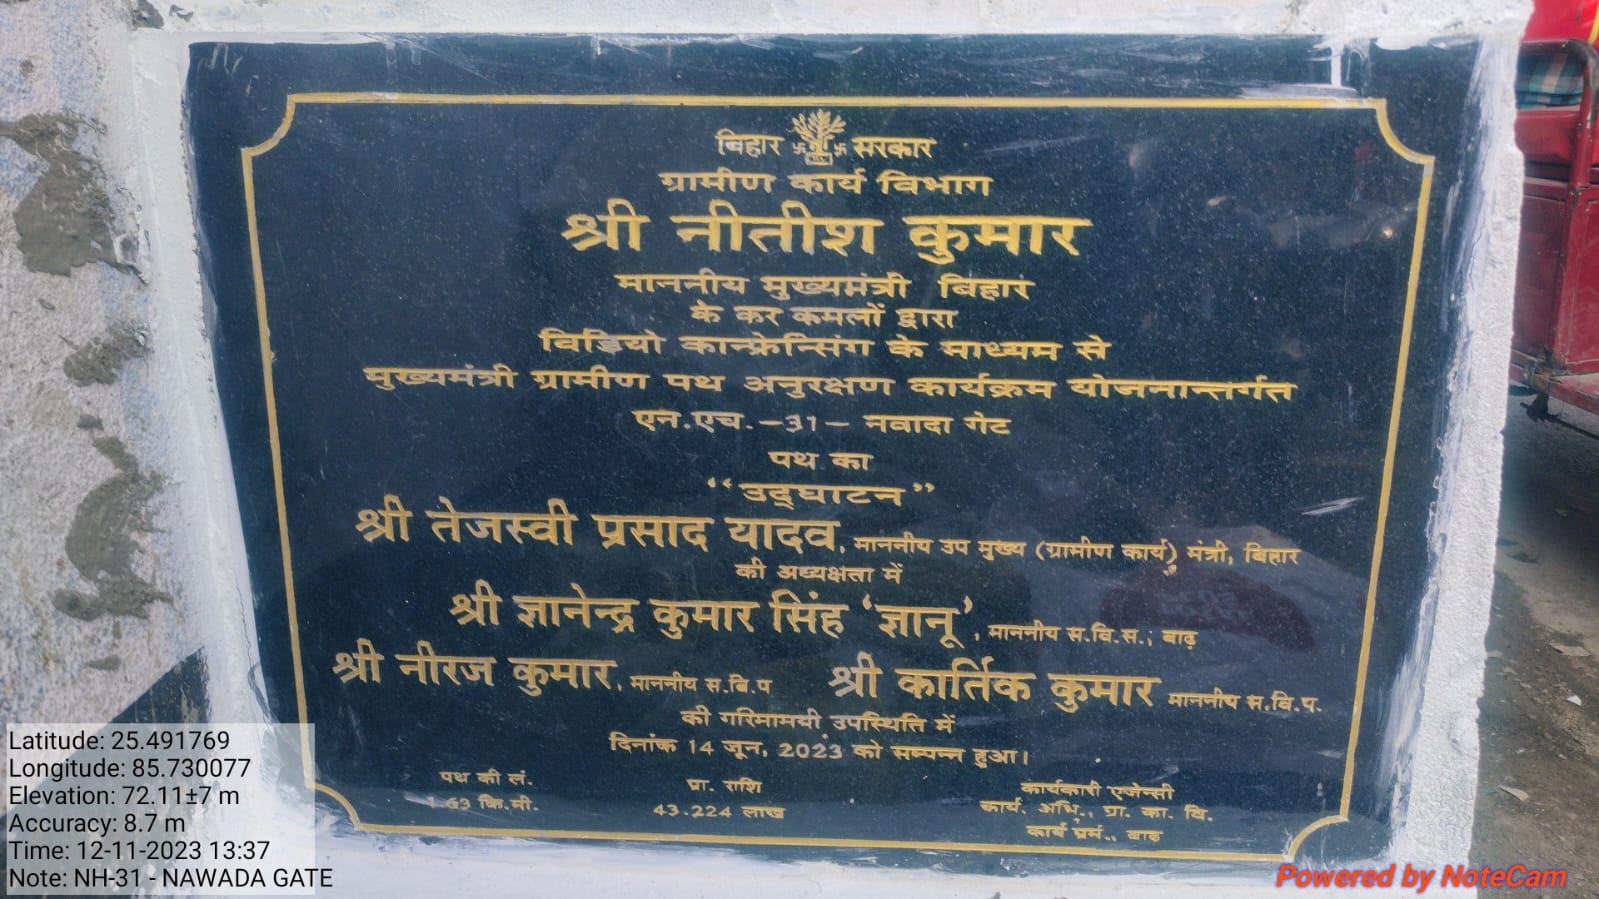 बिहार सरकार
ग्रामीण कार्य विभाग
श्री नीतीश कुमार
माननीय मुख्यमंत्री बिहार
के कर कमलों द्वारा
विडियो कान्फ्रेन्सिंग के माध्यम से
मुख्यमंत्री ग्रामीण पथ अनुरक्षण कार्यक्रम योजनान्तर्गत
एन.एच.-31- नवादा गेट
पथ का
"उद्घाटन"
श्री तेजस्वी प्रसाद यादव, माननीय उप मुख्य (ग्रामीण कार्य) मंत्री, बिहार
की अध्यक्षता में
श्री ज्ञानेन्द्र कुमार सिंह 'ज्ञानू', माननीय स.वि.स., बाढ़
श्री नीरज कुमार, माननीय स.वि.प श्री कार्तिक कुमार माननीय स.वि.प.
की गरिमामयी उपस्थिति में
दिनांक 14 जून, 2023 को सम्पन्न हुआ।
पथ की लं. प्रा. राशि कार्यकारी एजेन्सी
कि.मी. 43.224 लाख कार्य. अभि., ग्रा. का. वि.
कार्य प्रमं., बाढ़
Latitude: 25.491769
Longitude: 85.730077
Elevation: 72.11±7 m
Accuracy: 8.7 m
Time: 12-11-2023 13:37
Note: NH-31 - NAWADA GATE
Powered by NoteCam